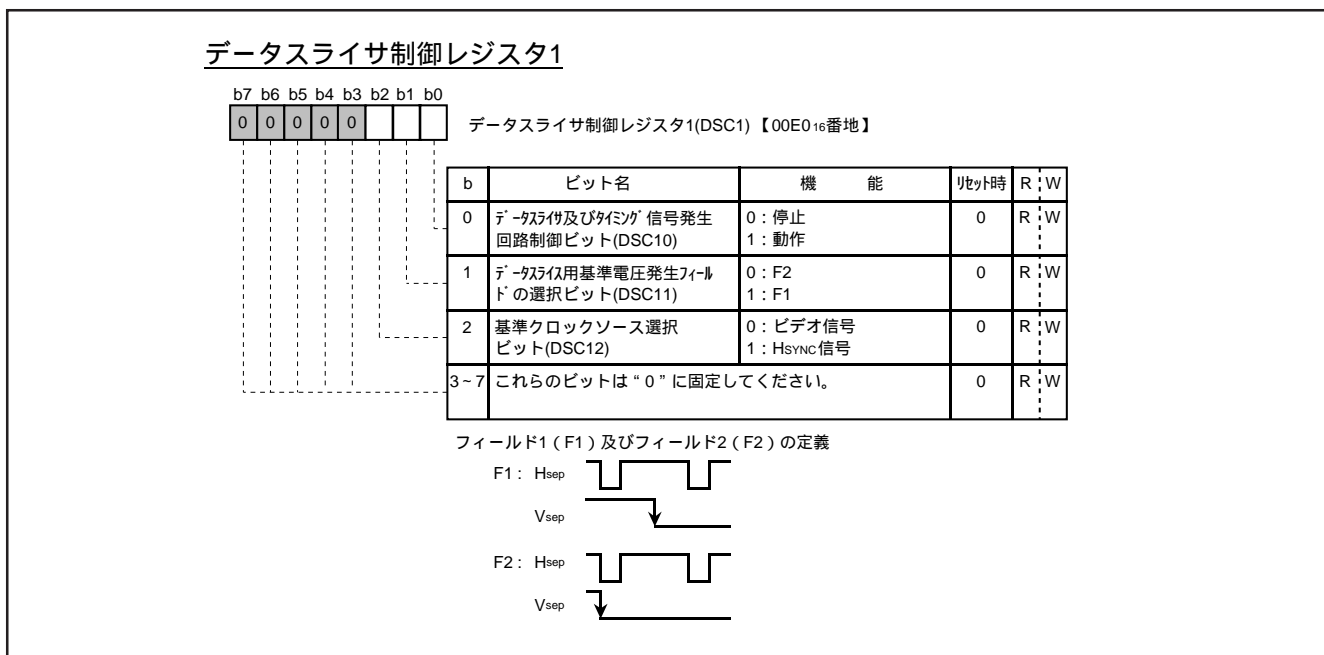 データスライサ制御レジスタ1
b7 b6 b5 b4 b3 b2 b1 b0
0 0 0 0 0
データスライサ制御レジスタ1(DSC1)【00E016番地】
b ビット名 機 能 リセット時 R W
0 データスライサ及びタイミング信号発生 0：停止 0 R W
回路制御ビット(DSC10) 1：動作
1 データスライス用基準電圧発生フィール 0：F2 0 R W
ドの選択ビット(DSC11) 1：F1
2 基準クロックソース選択 0：ビデオ信号 0 R W
ビット(DSC12) 1：HSYNC信号
3~7 これらのビットは“0”に固定してください。 0 R W
フィールド1（F1）及びフィールド2（F2）の定義
F1： Hsep
Vsep
F2： Hsep
Vsep